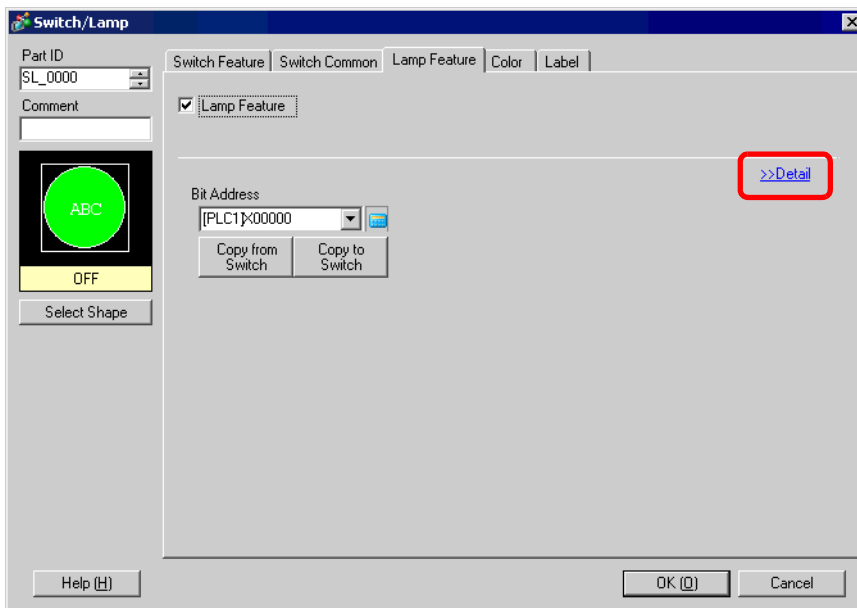 Switch/Lamp
Part ID
SL_0000
Comment
ABC
OFF
Select Shape
Switch Feature
Switch Common
Lamp Feature
Color
Label
Lamp Feature
>>Detail
Bit Address
[PLC1]X00000
Copy from
Switch
Copy to
Switch
Help (H)
OK (O)
Cancel